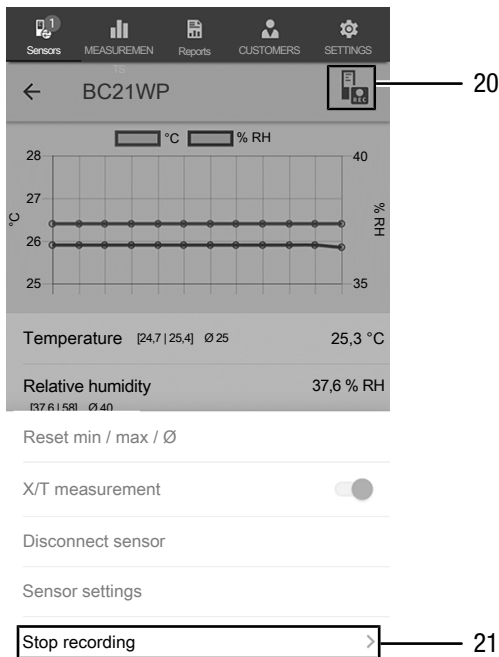 1
Sensors MEASUREMEN Reports CUSTOMERS SETTINGS
TS
BC21WP
REC
20
°C % RH
28 40
27
°C % RH
26
25 35
Temperature [24,7 | 25,4] Ø 25 25,3 °C
Relative humidity 37,6 % RH
[37,6 | 58] Ø 40
Reset min / max / Ø
X/T measurement
Disconnect sensor
Sensor settings
Stop recording 21